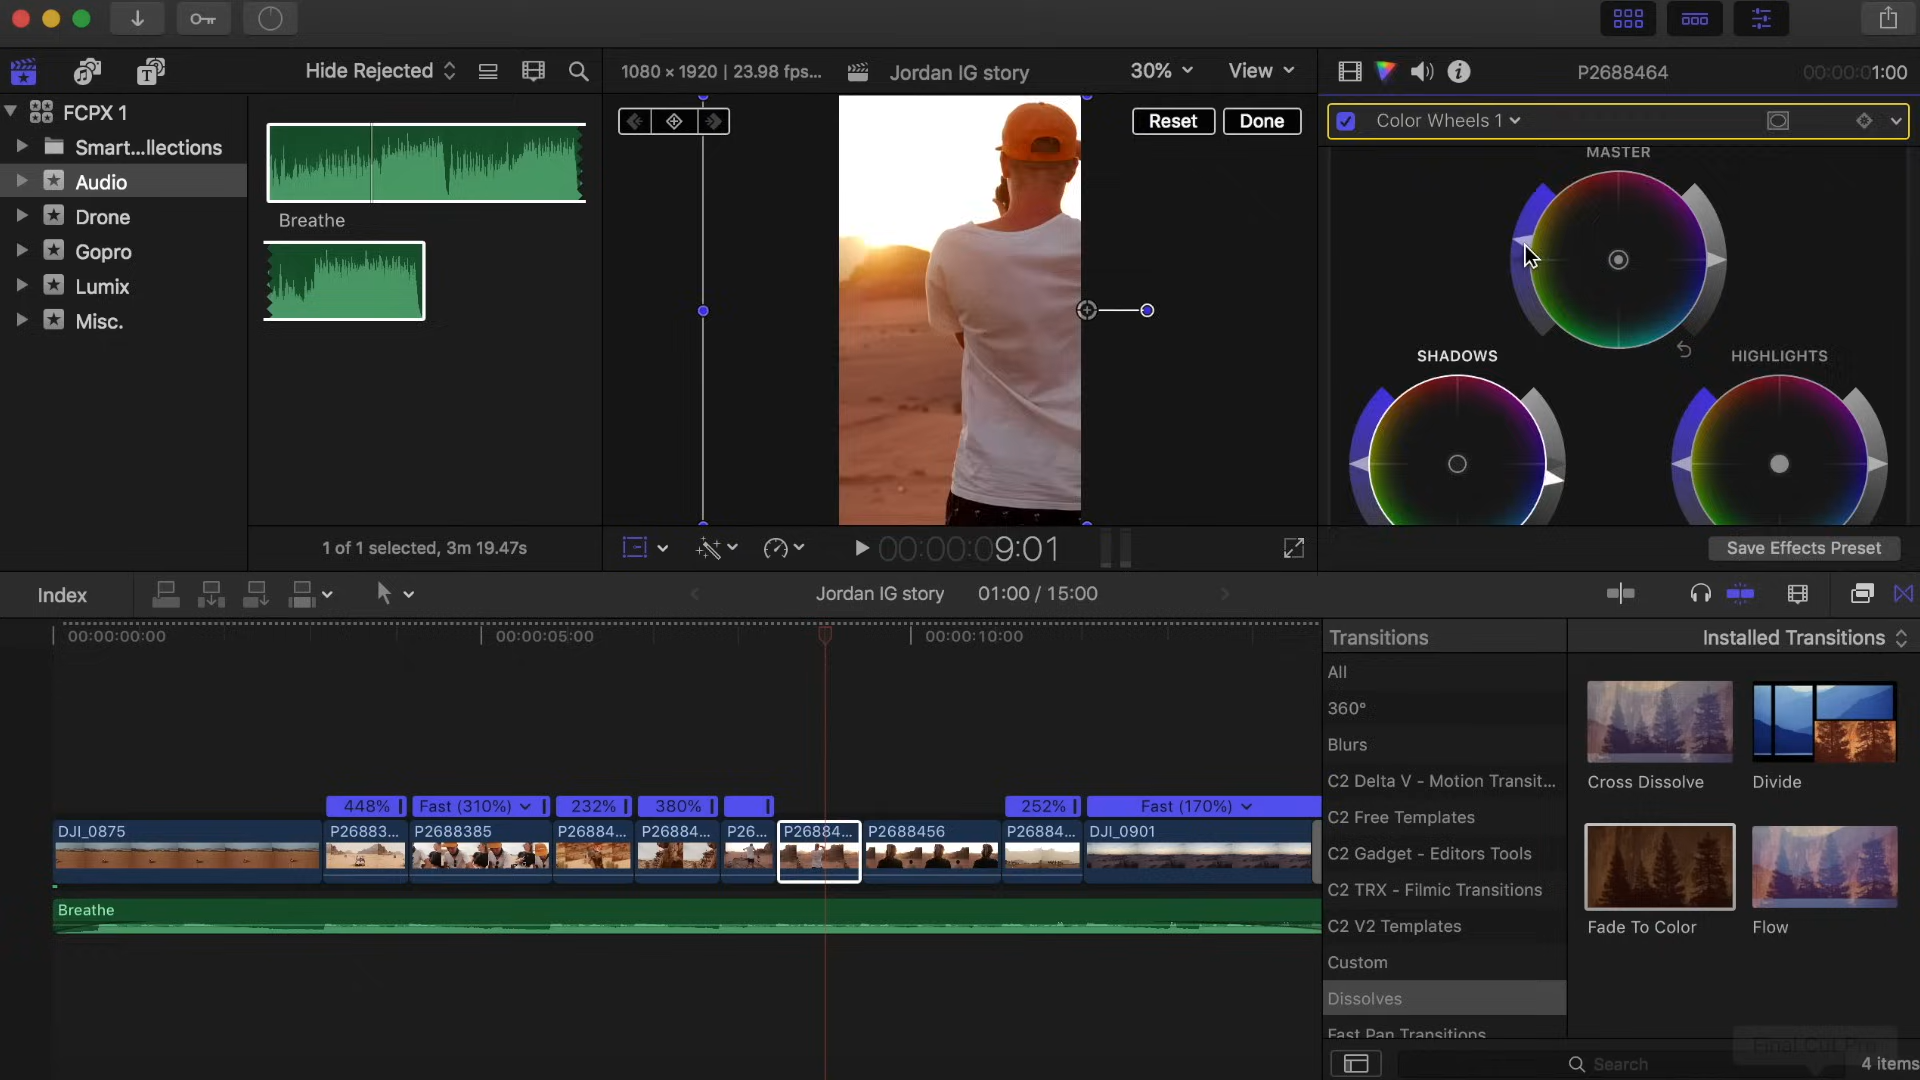 Hide Rejected
1080 × 1920 | 23.98 fps...
Jordan IG story
30%
View
P2688464
00:00:01:00
FCPX 1
Smart...llections
Audio
Drone
Gopro
Lumix
Misc.
Breathe
1 of 1 selected, 3m 19.47s
Reset
Done
00:00:09:01
Color Wheels 1
MASTER
SHADOWS
HIGHLIGHTS
Save Effects Preset
Index
Jordan IG story
01:00 / 15:00
00:00:00:00
00:00:05:00
00:00:10:00
448%
Fast (310%)
232%
380%
252%
Fast (170%)
DJI_0875
P26883...
P2688385
P26884...
P26884...
P26...
P26884...
P2688456
P26884...
DJI_0901
Breathe
Transitions
Installed Transitions
All
360°
Blurs
C2 Delta V - Motion Transit...
C2 Free Templates
C2 Gadget - Editors Tools
C2 TRX - Filmic Transitions
C2 V2 Templates
Custom
Dissolves
Fast Pan Transitions
Cross Dissolve
Divide
Fade To Color
Flow
Final Cut Pro
Search
4 items